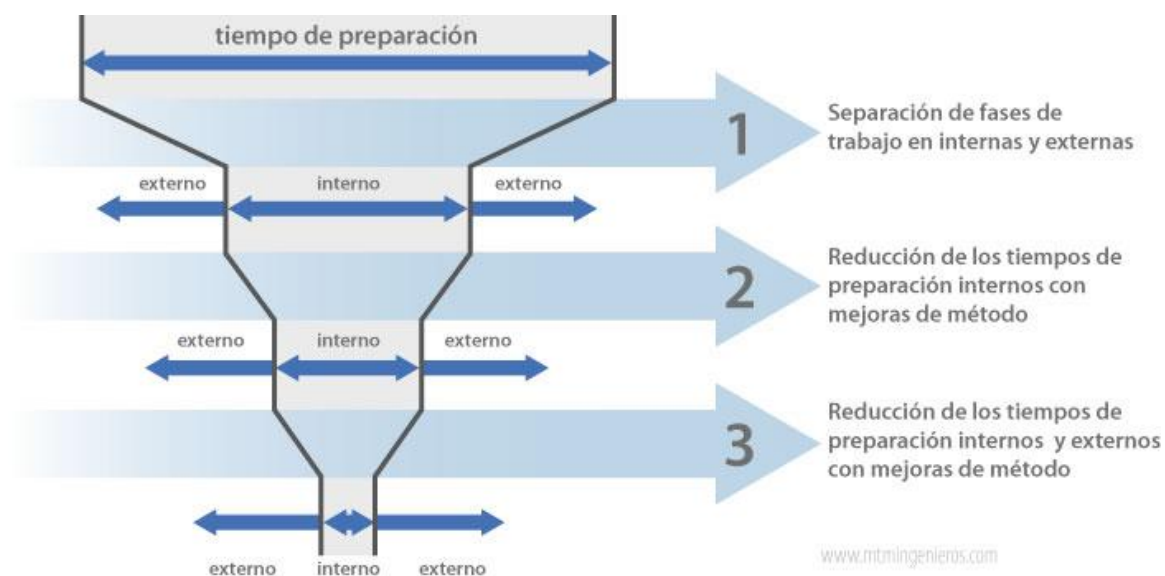 tiempo de preparación
1
Separación de fases de
trabajo en internas y externas
externo
interno
externo
2
Reducción de los tiempos de
preparación internos con
mejoras de método
externo
interno
externo
3
Reducción de los tiempos de
preparación internos y externos
con mejoras de método
www.mtmingenieros.com
externo
interno
externo